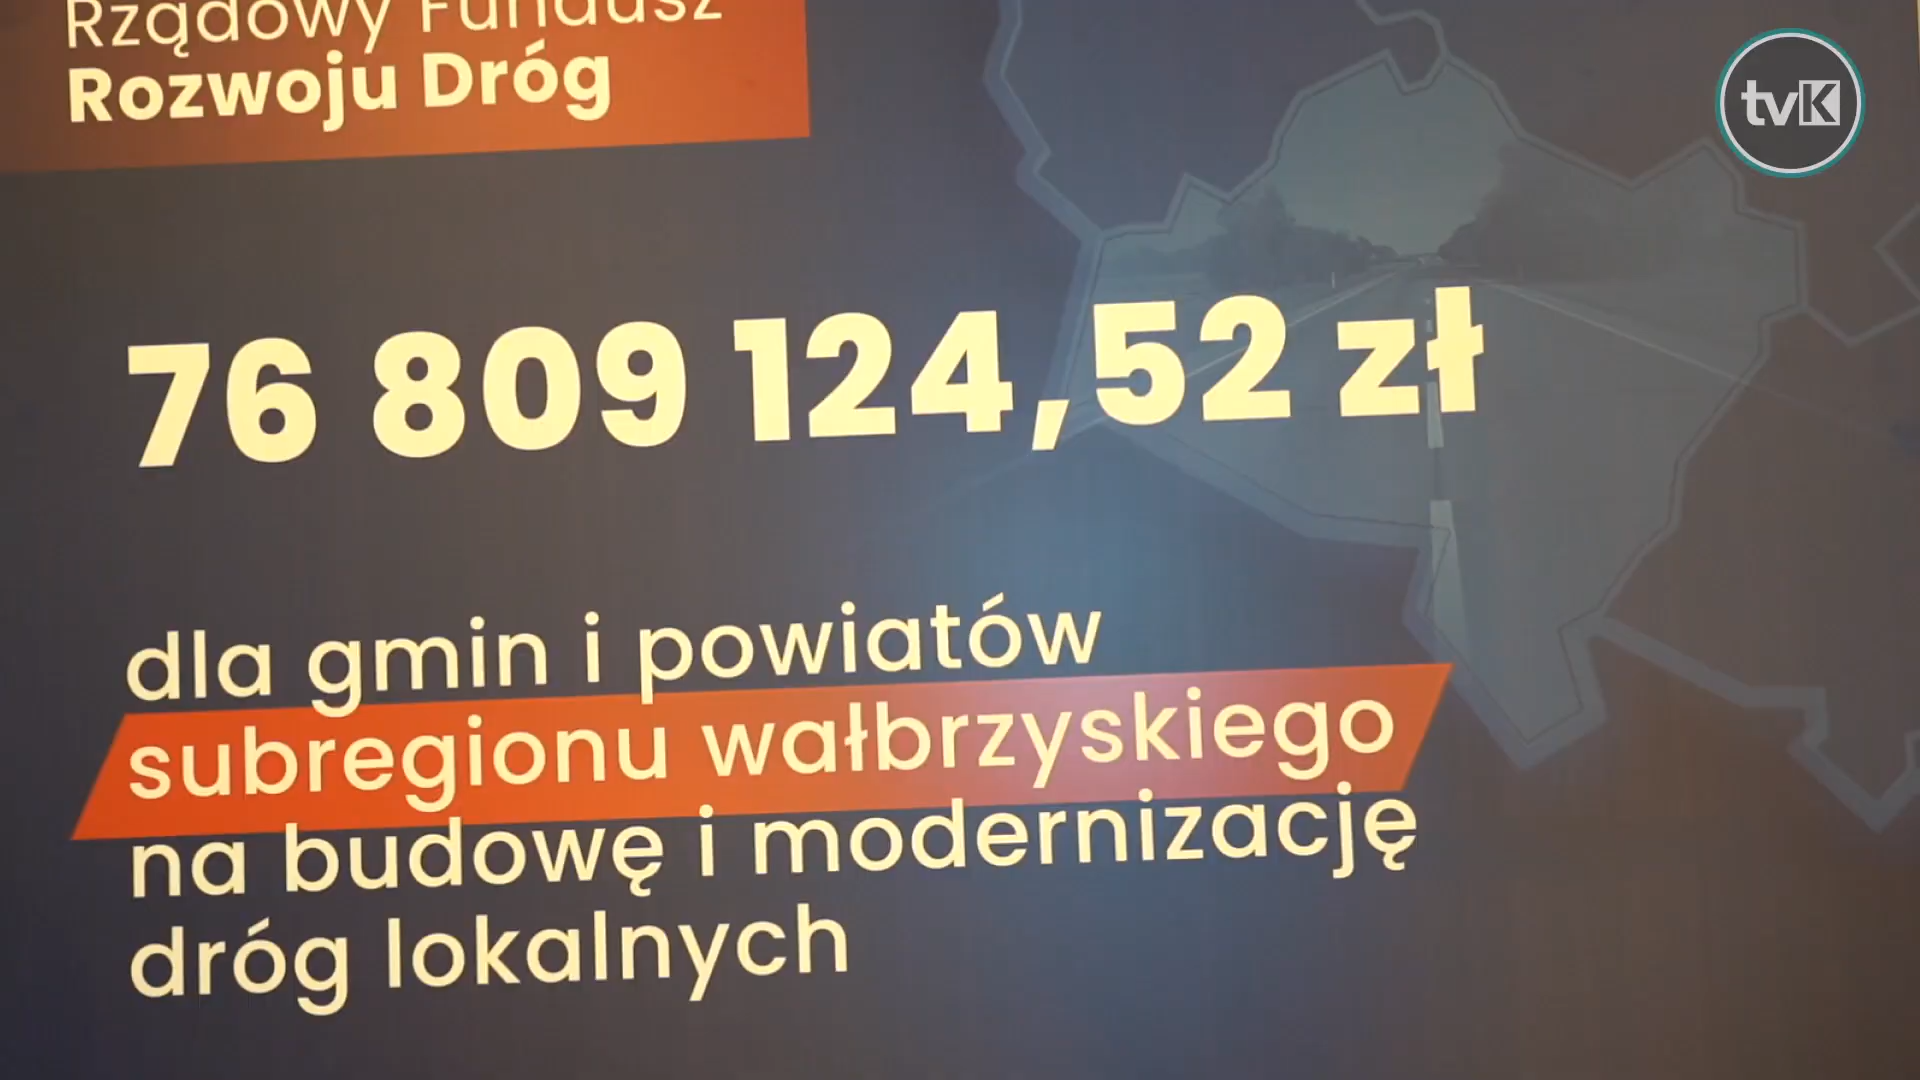 Rządowy Fundusz
Rozwoju Dróg
tvK
76 809 124,52 zł
dla gmin i powiatów
subregionu wałbrzyskiego
na budowę i modernizację
dróg lokalnych